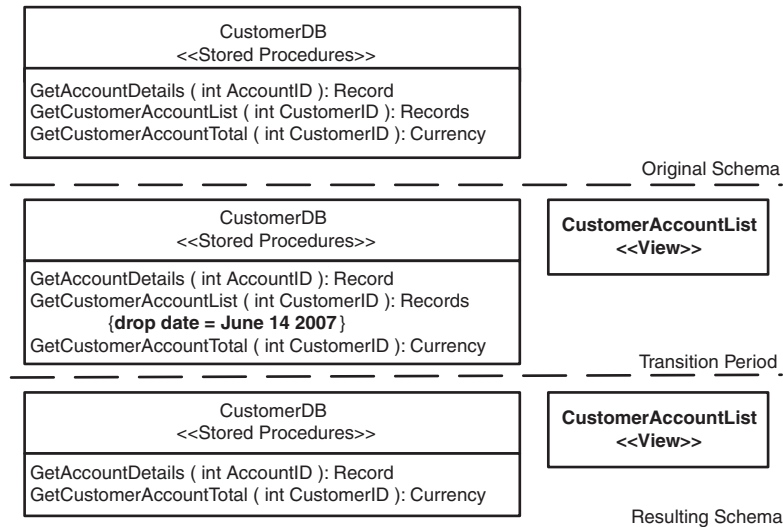 CustomerDB
<<Stored Procedures>>
GetAccountDetails ( int AccountID ): Record
GetCustomerAccountList ( int CustomerID ): Records
GetCustomerAccountTotal ( int CustomerID ): Currency
Original Schema
CustomerDB
<<Stored Procedures>>
GetAccountDetails ( int AccountID ): Record
GetCustomerAccountList ( int CustomerID ): Records
{drop date = June 14 2007}
GetCustomerAccountTotal ( int CustomerID ): Currency
CustomerAccountList
<<View>>
Transition Period
CustomerDB
<<Stored Procedures>>
GetAccountDetails ( int AccountID ): Record
GetCustomerAccountTotal ( int CustomerID ): Currency
CustomerAccountList
<<View>>
Resulting Schema